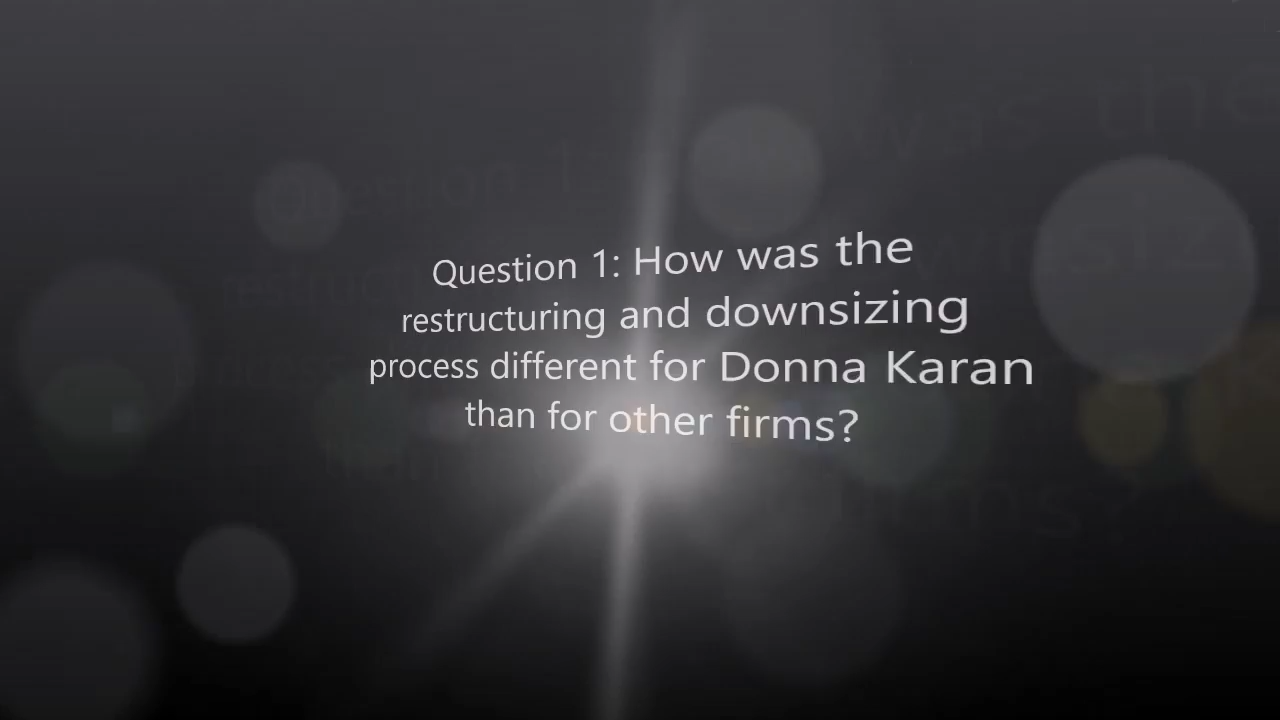 Question 1: How was the
restructuring and downsizing
process different for Donna Karan
than for other firms?